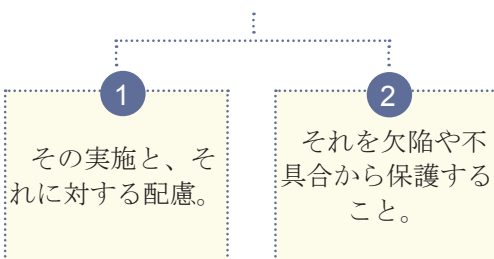 1
その実施と、そ
れに対する配慮。
2
それを欠陥や不
具合から保護する
こと。